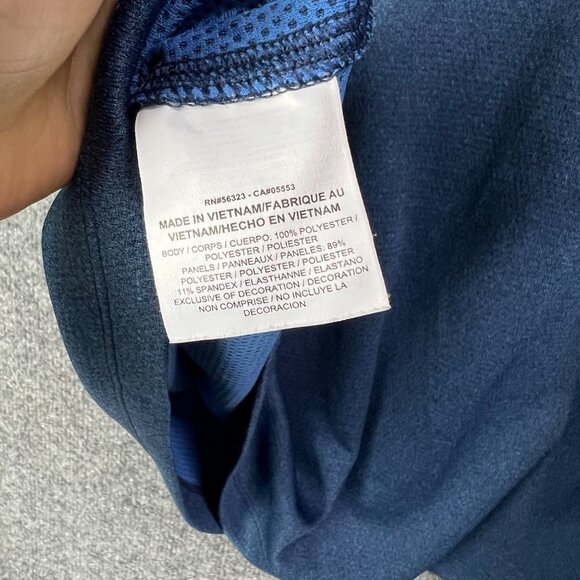 RN#56323 - CA#05553
MADE IN VIETNAM/FABRIQUE AU
VIETNAM/HECHO EN VIETNAM
BODY / CORPS / CUERPO: 100% POLYESTER /
POLYESTER / POLIESTER
PANELS / PANNEAUX / PANELES: 89%
POLYESTER / POLYESTER / POLIESTER
11% SPANDEX / ELASTHANNE / ELASTANO
EXCLUSIVE OF DECORATION / DECORATION
NON COMPRISE / NO INCLUYE LA
DECORACION